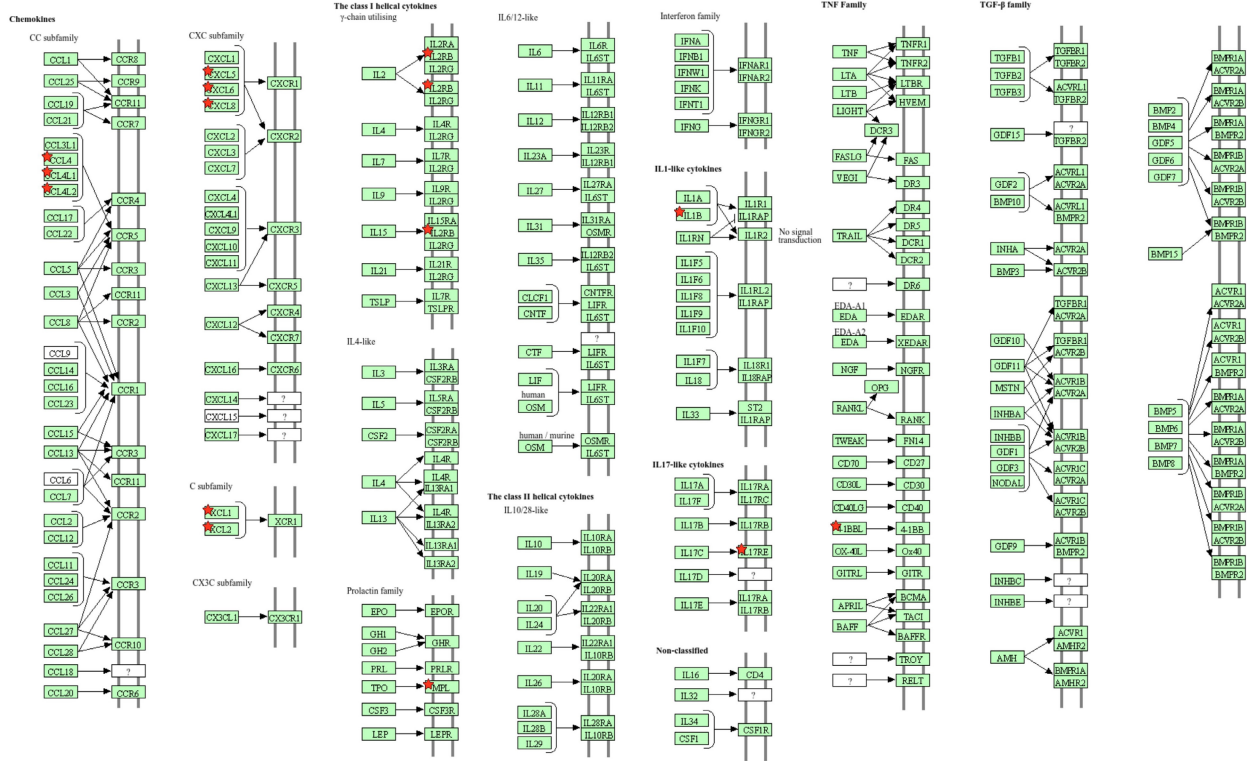 Chemokines
CC subfamily
CCL1
CCR8
CCL25
CCR9
CCL19
CCR11
CCL21
CCR7
CCL3L1
CCL4
CCL4L1
CCL4L2
CCR4
CCL17
CCL22
CCR5
CCL5
CCR3
CCL3
CCR11
CCL8
CCR2
CCL9
CCL14
CCL16
CCL23
CCR1
CCL15
CCL13
CCR3
CCL6
CCL7
CCR11
CCL2
CCL12
CCR2
CCL11
CCL24
CCL26
CCR3
CCL27
CCL28
CCR10
CCL18
?
CCL20
CCR6
CXC subfamily
CXCL1
CXCL5
CXCL6
CXCL8
CXCR1
CXCL2
CXCL3
CXCL7
CXCR2
CXCL4
CXCL4L1
CXCL9
CXCL10
CXCL11
CXCR3
CXCL13
CXCR5
CXCL12
CXCR4
CXCR7
CXCL16
CXCR6
CXCL14
?
CXCL15
?
CXCL17
?
C subfamily
XCL1
XCL2
XCR1
CX3C subfamily
CX3CL1
CX3CR1
The class I helical cytokines
γ-chain utilising
IL2
IL2RA
IL2RB
IL2RG
IL2RB
IL2RG
IL4
IL4R
IL2RG
IL7
IL7R
IL2RG
IL9
IL9R
IL2RG
IL15
IL15RA
IL2RB
IL2RG
IL21
IL21R
IL2RG
TSLP
IL7R
TSLPR
IL4-like
IL3
IL3RA
CSF2RB
IL5
IL5RA
CSF2RB
CSF2
CSF2RA
CSF2RB
IL4
IL4R
IL4R
IL13RA1
IL13
IL4R
IL13RA2
IL13RA1
IL13RA2
Prolactin family
EPO
EPOR
GH1
GH2
GHR
PRL
PRLR
TPO
MPL
CSF3
CSF3R
LEP
LEPR
IL6/12-like
IL6
IL6R
IL6ST
IL11
IL11RA
IL6ST
IL12
IL12RB1
IL12RB2
IL23A
IL23R
IL12RB1
IL27
IL27RA
IL6ST
IL31
IL31RA
OSMR
IL35
IL12RB2
IL6ST
CLCF1
CNTF
CNTFR
LIFR
IL6ST
CTF
?
LIFR
IL6ST
LIF
human
OSM
LIFR
IL6ST
human / murine
OSM
OSMR
IL6ST
The class II helical cytokines
IL10/28-like
IL10
IL10RA
IL10RB
IL19
IL20RA
IL20RB
IL20
IL24
IL22RA1
IL20RB
IL22
IL22RA1
IL10RB
IL26
IL20RA
IL10RB
IL28A
IL28B
IL29
IL28RA
IL10RB
Interferon family
IFNA
IFNB1
IFNW1
IFNK
IFNT1
IFNAR1
IFNAR2
IFNG
IFNGR1
IFNGR2
IL1-like cytokines
IL1A
IL1B
IL1RN
IL1R1
IL1RAP
IL1R2
No signal
transduction
IL1F5
IL1F6
IL1F8
IL1F9
IL1F10
IL1RL2
IL1RAP
IL1F7
IL18
IL18R1
IL18RAP
IL33
ST2
IL1RAP
IL17-like cytokines
IL17A
IL17F
IL17RA
IL17RC
IL17B
IL17RB
IL17C
IL17RE
IL17D
?
IL17E
IL17RA
IL17RB
Non-classified
IL16
CD4
IL32
?
IL34
CSF1
CSF1R
TNF Family
TNF
TNFR1
TNFR2
LTA
LTB
LTBR
LIGHT
HVEM
DCR3
FASLG
FAS
VEGI
DR3
TRAIL
DR4
DR5
DCR1
DCR2
?
DR6
EDA-A1
EDA
EDAR
EDA-A2
EDA
XEDAR
NGF
NGFR
OPG
RANKL
RANK
TWEAK
FN14
CD70
CD27
CD30L
CD30
CD40LG
CD40
4-1BBL
4-1BB
OX-40L
Ox40
GITRL
GITR
APRIL
BAFF
BCMA
TACI
BAFFR
?
TROY
?
RELT
TGF-β family
TGFB1
TGFB2
TGFB3
TGFBR1
TGFBR2
ACVRL1
TGFBR2
GDF15
?
TGFBR2
GDF2
BMP10
ACVRL1
ACVR2A
ACVRL1
BMPR2
INHA
ACVR2A
BMP3
ACVR2B
GDF10
GDF11
MSTN
INHBA
TGFBR1
ACVR2A
TGFBR1
ACVR2B
ACVR1B
ACVR2A
INHBB
GDF1
GDF3
NODAL
ACVR1B
ACVR2B
ACVR1C
ACVR2A
ACVR1C
ACVR2B
GDF9
ACVR1B
BMPR2
INHBC
?
INHBE
?
AMH
ACVR1
AMHR2
BMPR1A
AMHR2
BMP2
BMP4
GDF5
GDF6
GDF7
BMP15
BMPR1A
ACVR2A
BMPR1A
ACVR2B
BMPR1A
BMPR2
BMPR1B
ACVR2A
BMPR1B
ACVR2B
BMPR1B
BMPR2
BMP5
BMP6
BMP7
BMP8
ACVR1
ACVR2A
ACVR1
ACVR2B
ACVR1
BMPR2
BMPR1A
ACVR2A
BMPR1A
ACVR2B
BMPR1A
BMPR2
BMPR1B
ACVR2A
BMPR1B
ACVR2B
BMPR1B
BMPR2